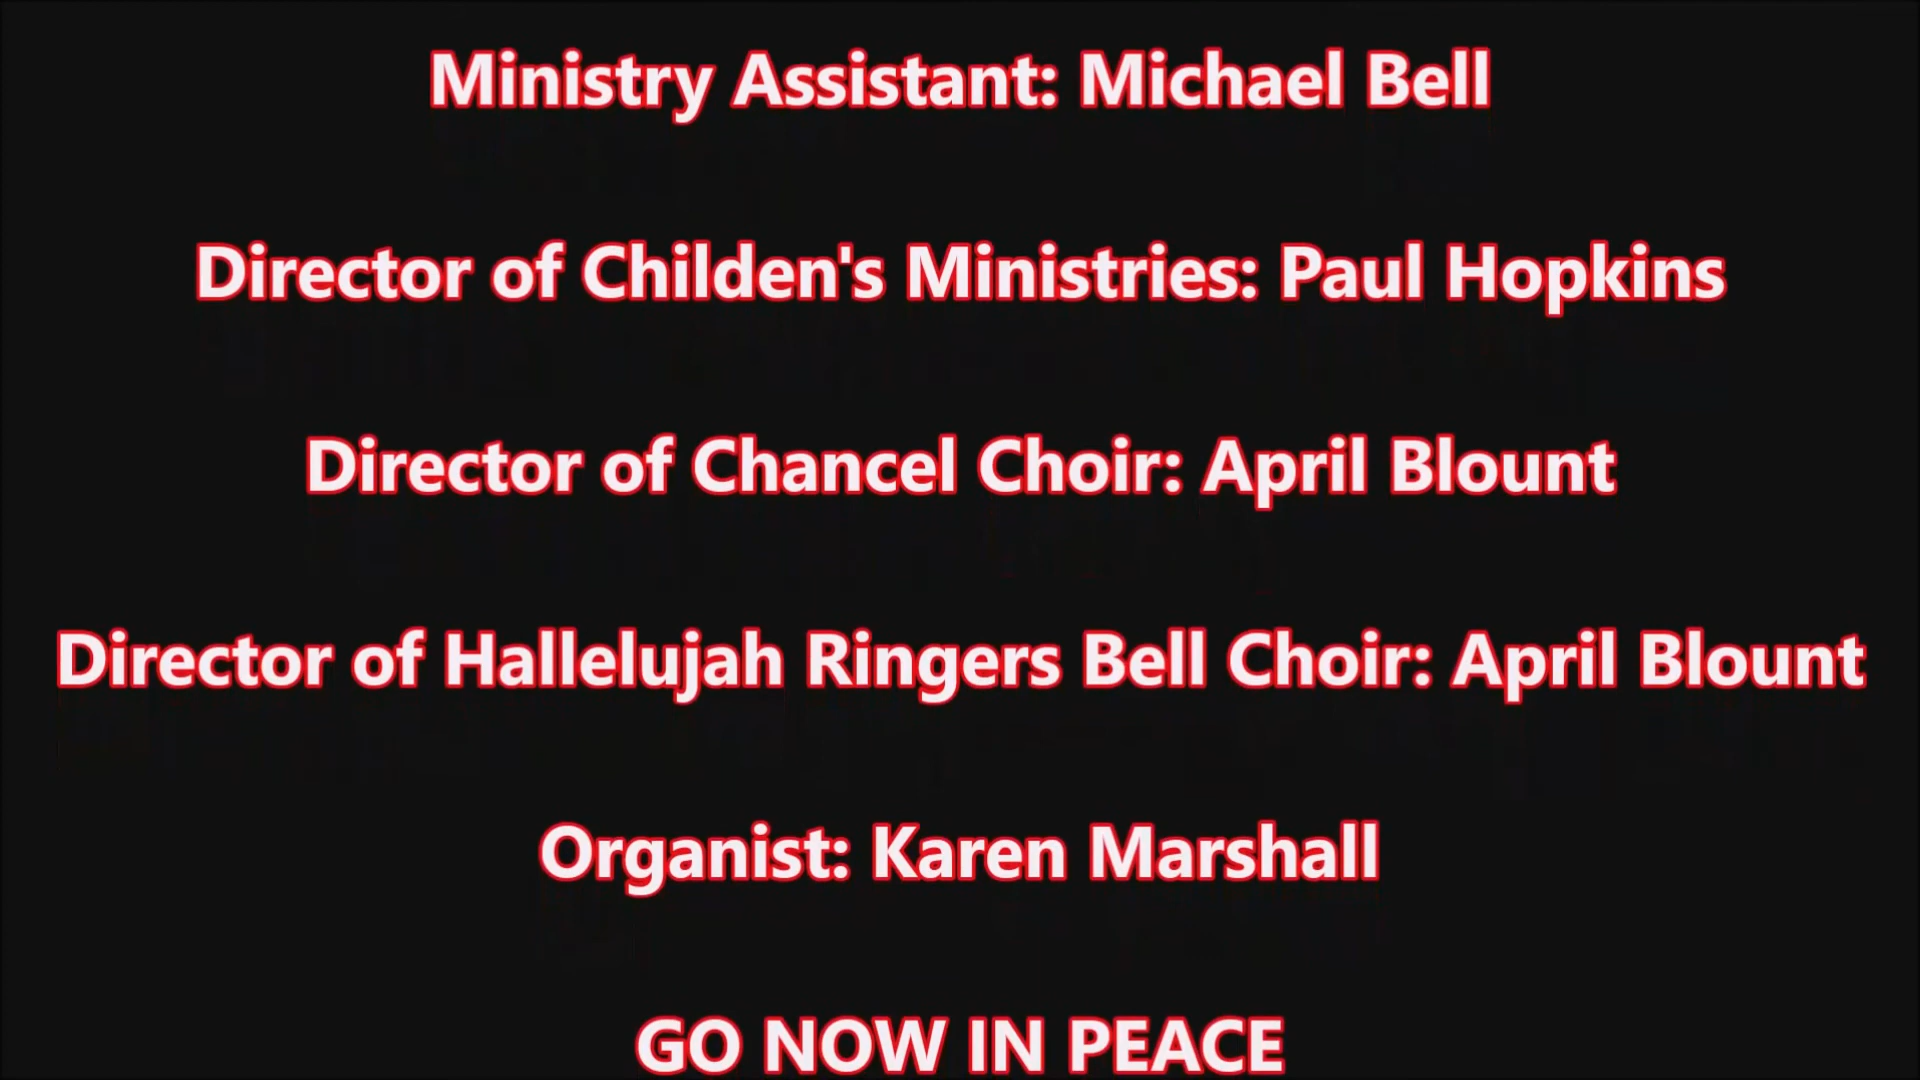 Ministry Assistant: Michael Bell
Director of Childen's Ministries: Paul Hopkins
Director of Chancel Choir: April Blount
Director of Hallelujah Ringers Bell Choir: April Blount
Organist: Karen Marshall
GO NOW IN PEACE